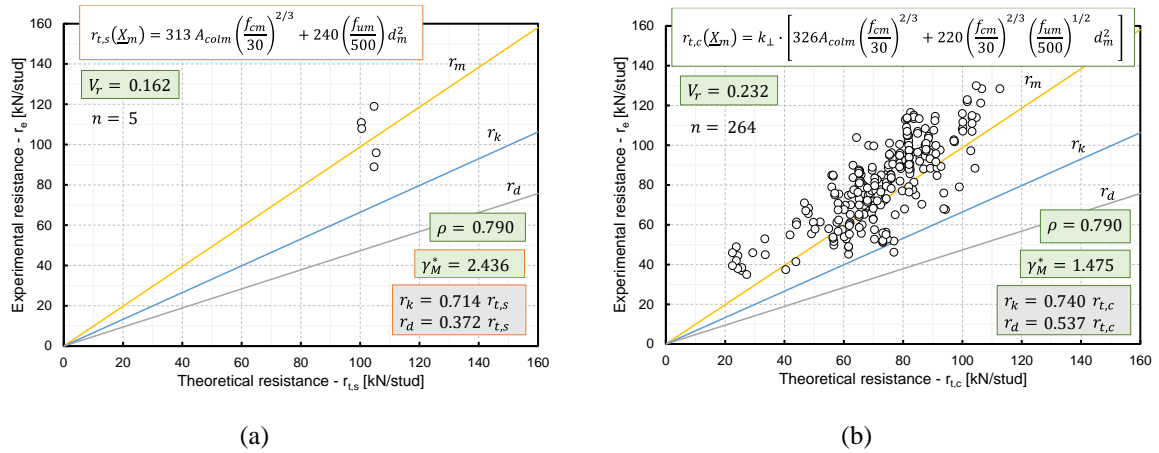 r_{t,s}(X_m) = 313 A_{colm} (f_{cm}/30)^{2/3} + 240 (f_{um}/500) d_m^2
V_r = 0.162
n = 5
r_m
r_k
r_d
ρ = 0.790
γ_M^* = 2.436
r_k = 0.714 r_{t,s}
r_d = 0.372 r_{t,s}
160
140
120
100
80
60
40
20
0
Experimental resistance - r_e [kN/stud]
0 20 40 60 80 100 120 140 160
Theoretical resistance - r_{t,s} [kN/stud]
(a)
r_{t,c}(X_m) = k_⊥ · [326A_{colm} (f_{cm}/30)^{2/3} + 220 (f_{cm}/30)^{2/3} (f_{um}/500)^{1/2} d_m^2]
V_r = 0.232
n = 264
r_m
r_k
r_d
ρ = 0.790
γ_M^* = 1.475
r_k = 0.740 r_{t,c}
r_d = 0.537 r_{t,c}
160
140
120
100
80
60
40
20
0
Experimental resistance - r_e [kN/stud]
0 20 40 60 80 100 120 140 160
Theoretical resistance - r_{t,c} [kN/stud]
(b)